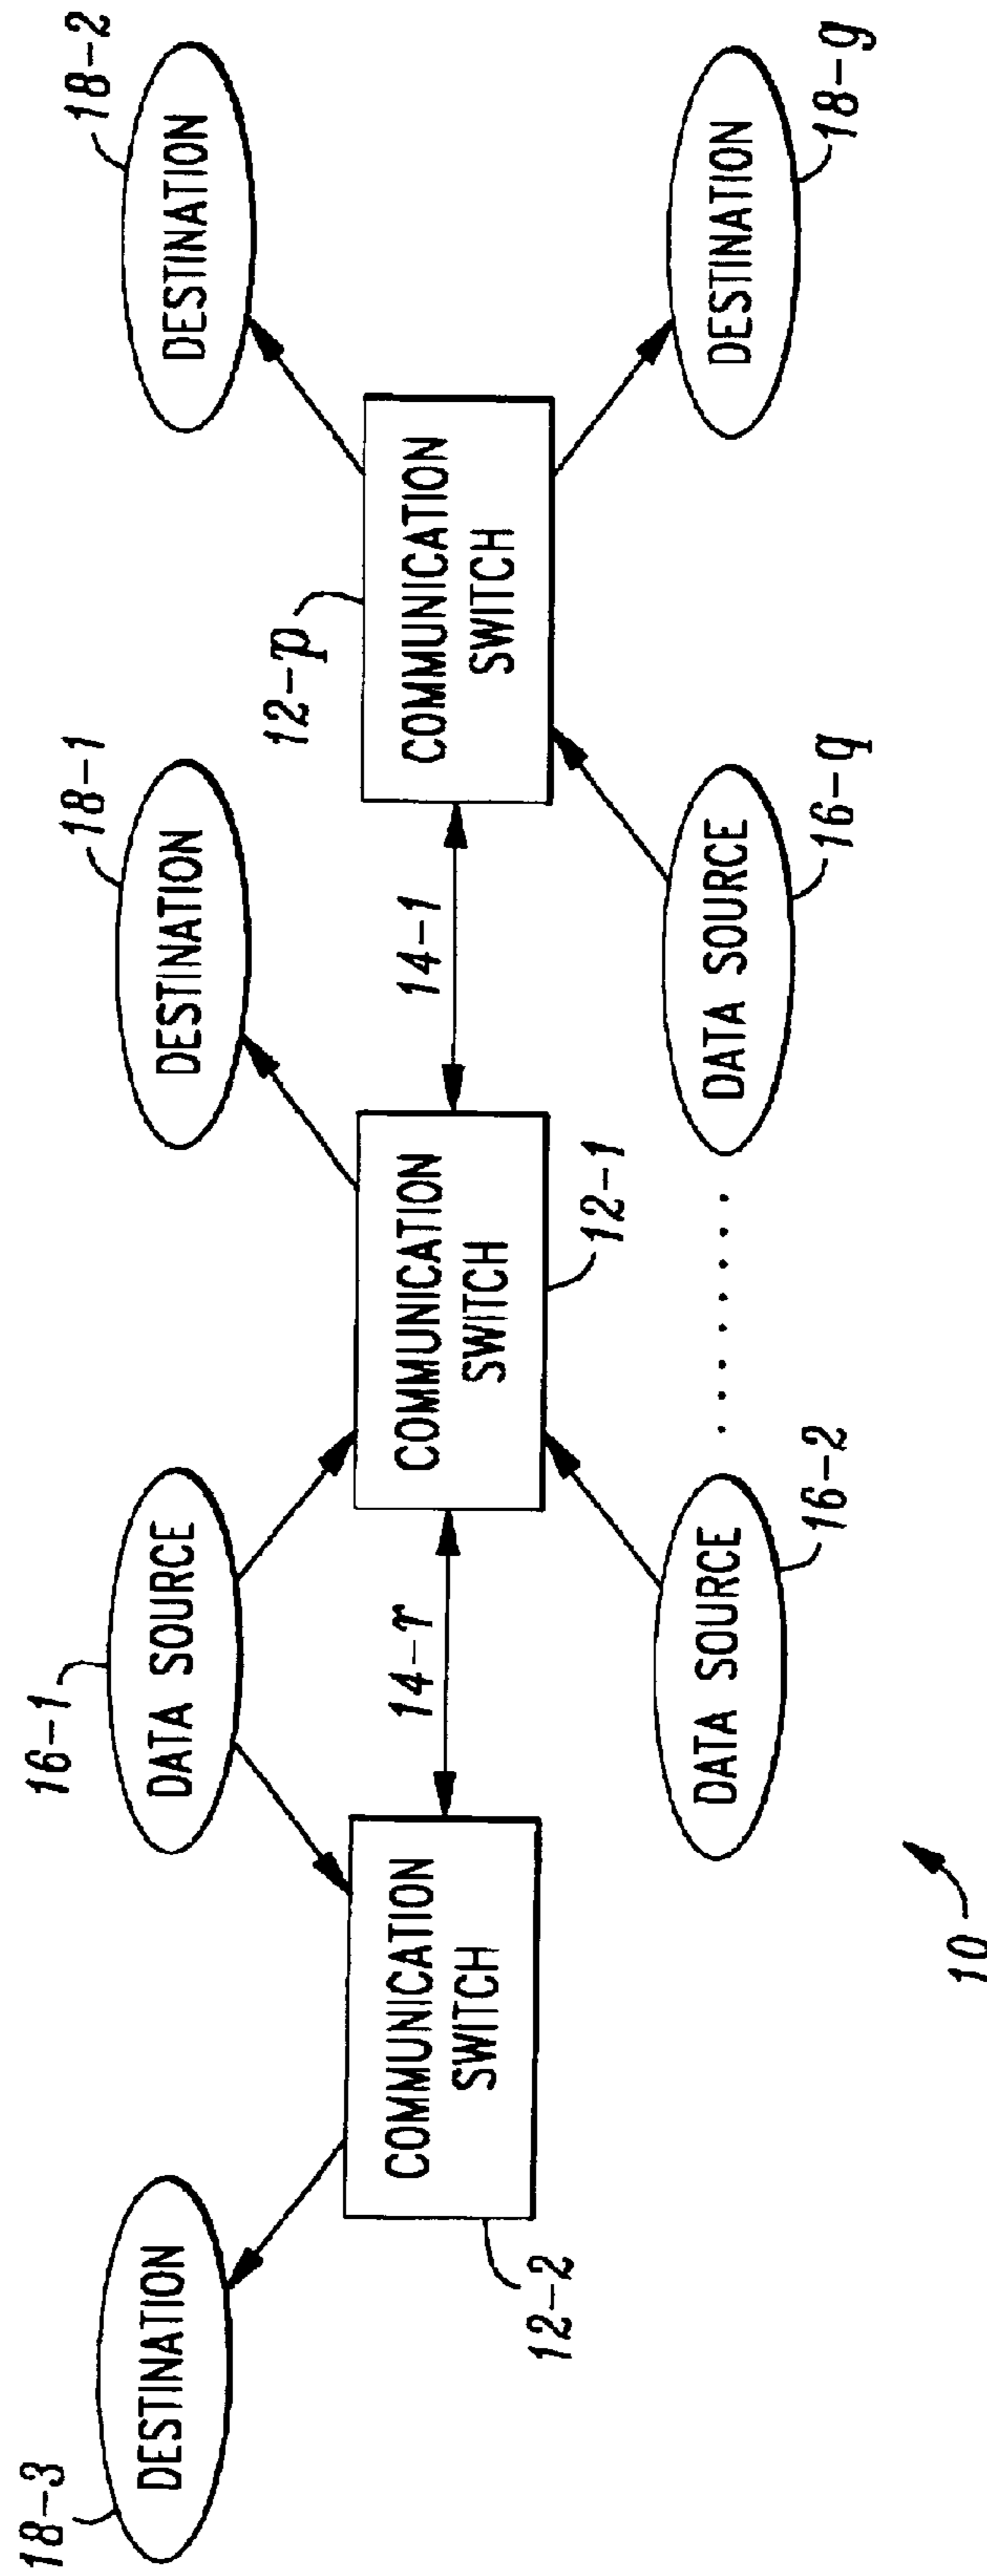 18-3
DESTINATION
12-2
COMMUNICATION
SWITCH
16-1
DATA SOURCE
14-r
COMMUNICATION
SWITCH
12-1
DATA SOURCE
16-2
18-1
DESTINATION
14-1
12-p
COMMUNICATION
SWITCH
DATA SOURCE
16-q
18-2
DESTINATION
DESTINATION
18-g
10